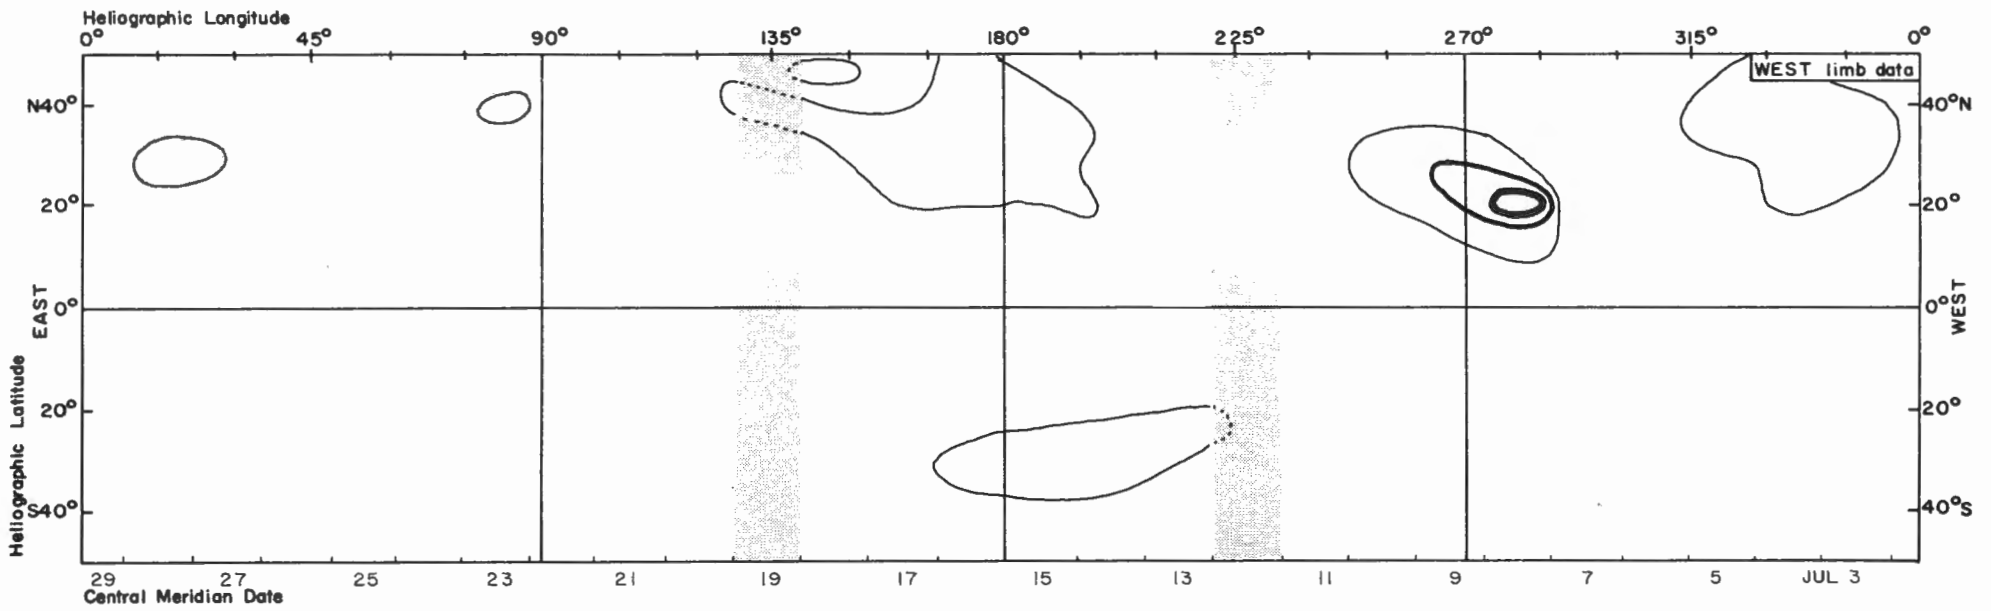 Heliographic Longitude
0° 45° 90° 135° 180° 225° 270° 315° 0°
WEST limb data
N40° 40°N
20° 20°
0° 0°
EAST WEST
20° 20°
S40° 40°S
Heliographic Latitude
29 27 25 23 21 19 17 15 13 11 9 7 5 JUL 3
Central Meridian Date